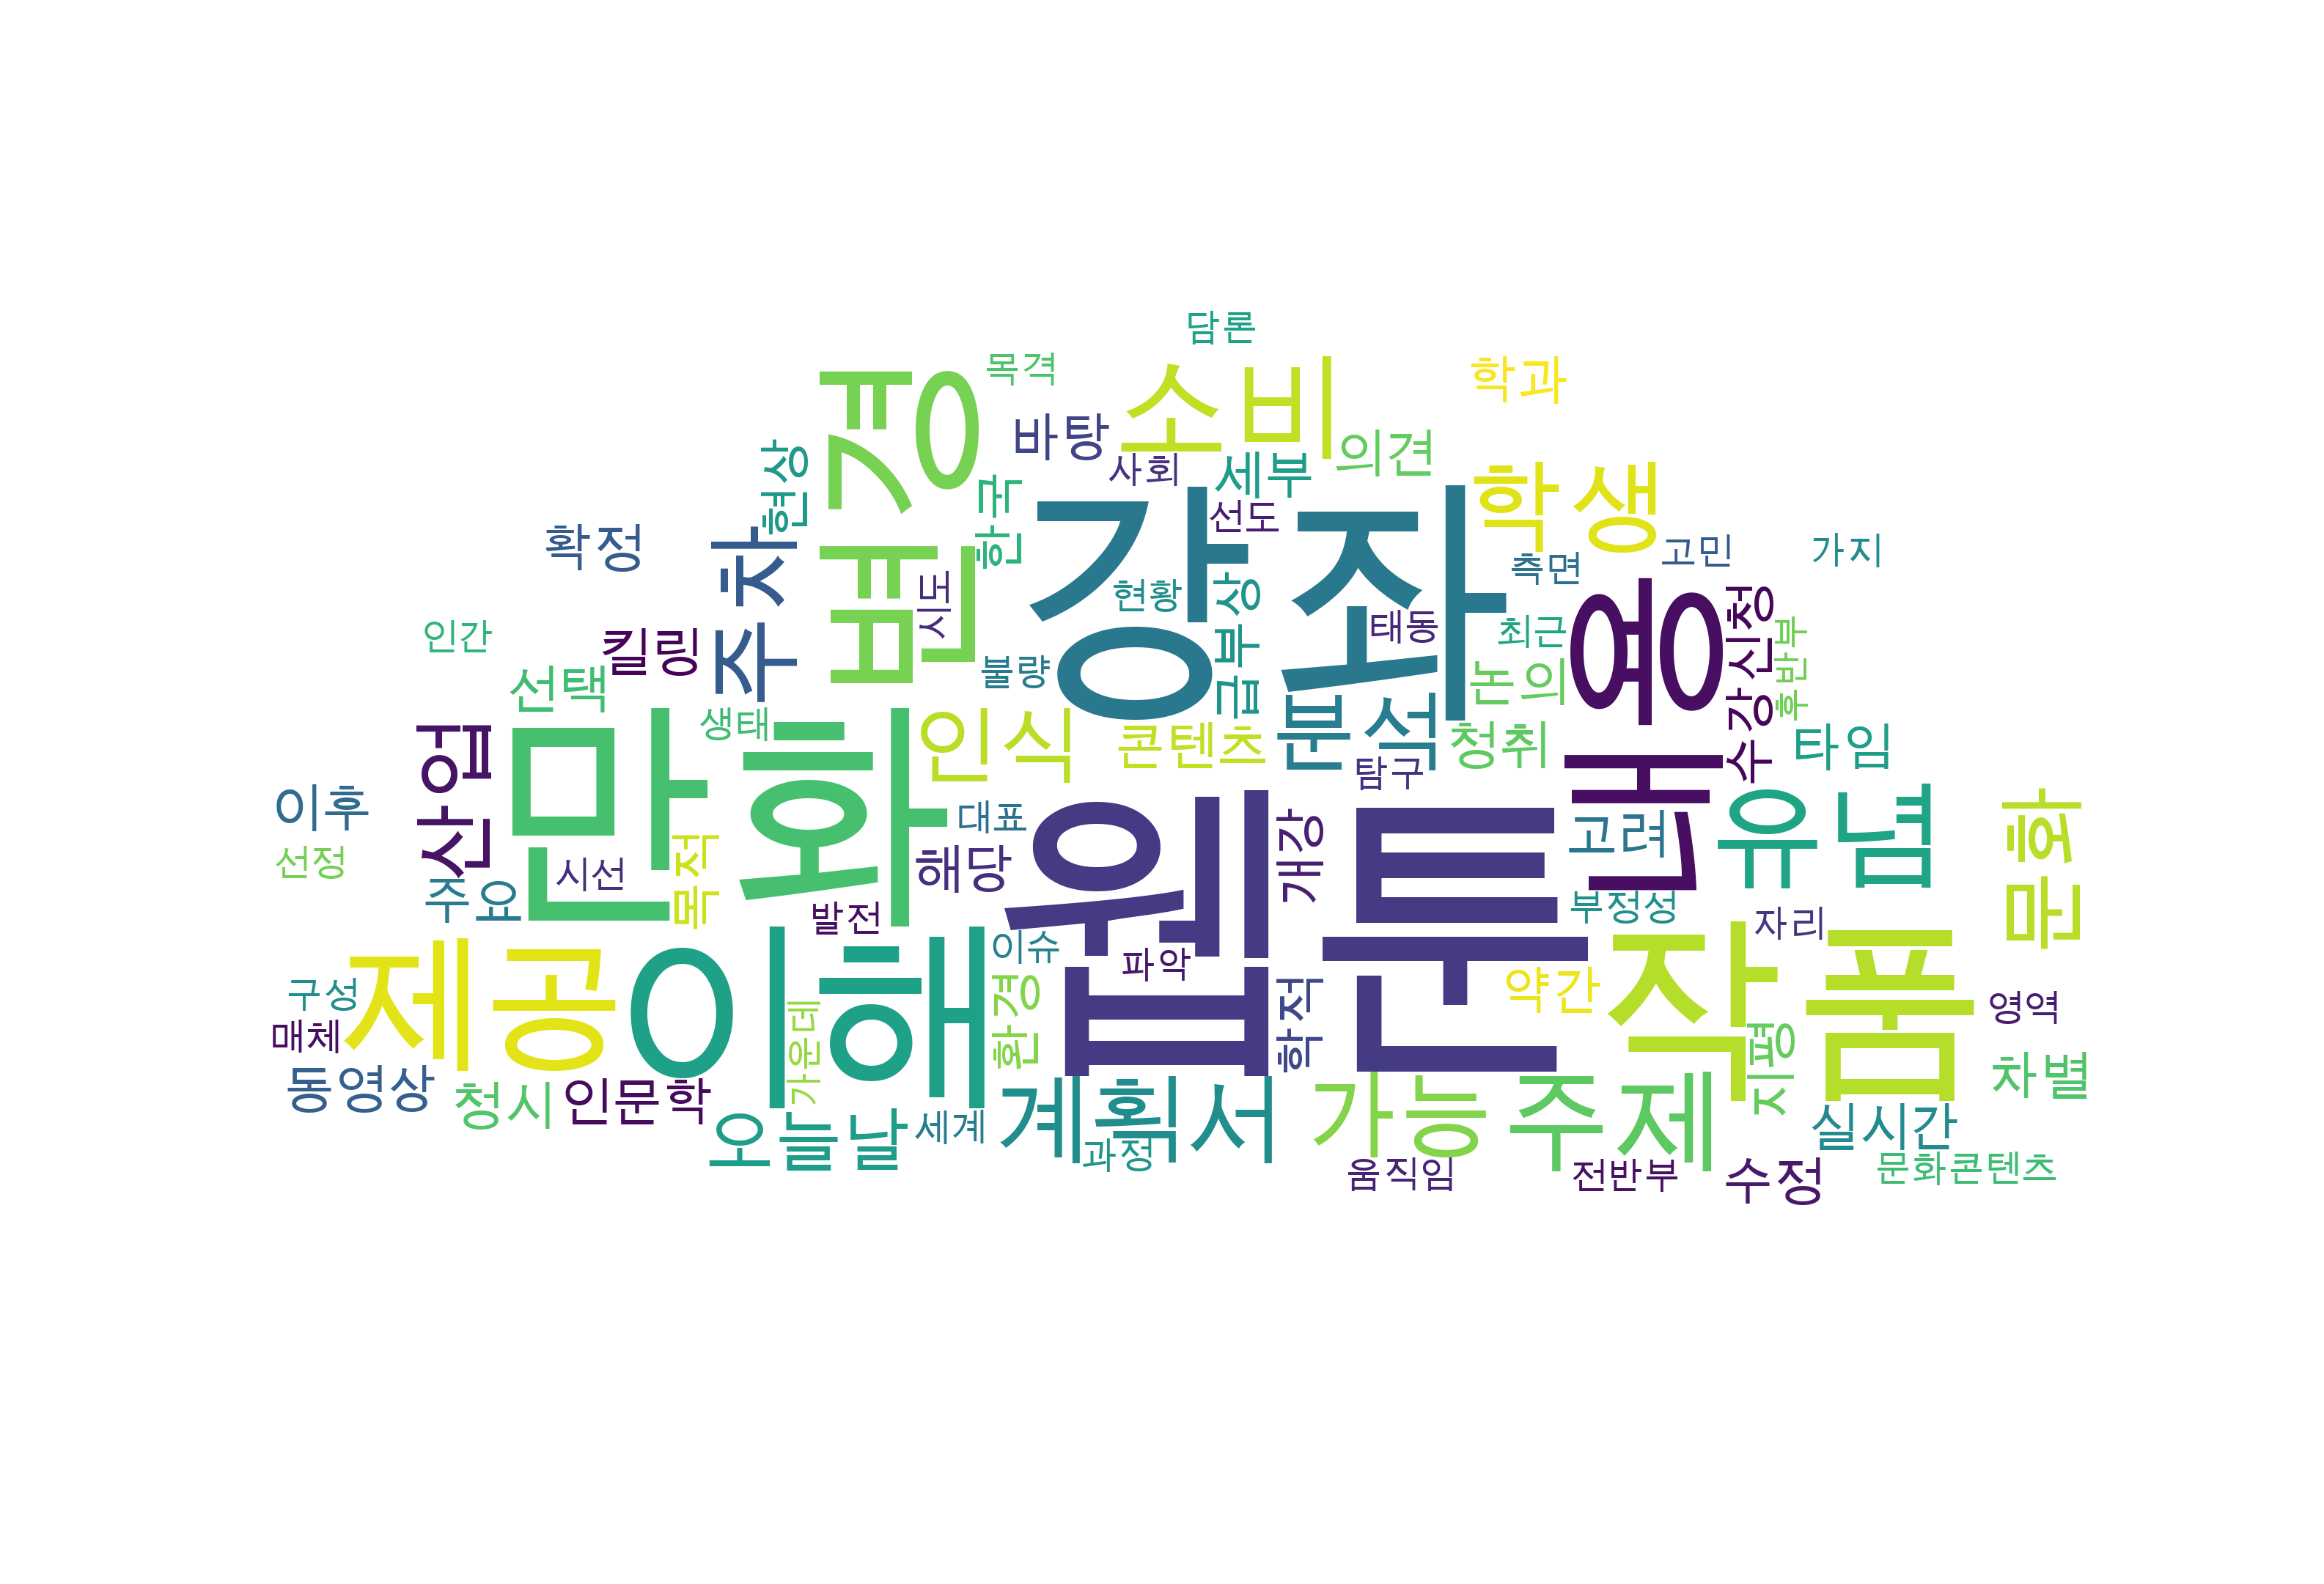 담론
목격
소비
학과
변경
바탕
의견
현상
사회
세부
학생
한국
강좌
선도
확정
주차
고민
가지
측면
시도
현황
급부상
태동
최근
내용
수강신청
후반부
인간
킬링
불량
논의
선택
생태
인식
콘텐츠
분석
청취
타임
산업
만화
탐구
이후
대표
웹툰
개강
고려
유념
문화
선정
주요
시선
목적
해당
발전
부정성
자리
제공
이해
이슈
파악
작품
구성
매체
환경
학적
약간
영역
가운데
지평
동영상
청시
인문학
차별
오늘날
세계
계획서
과정
가능
주제
실시간
움직임
전반부
수정
문화콘텐츠